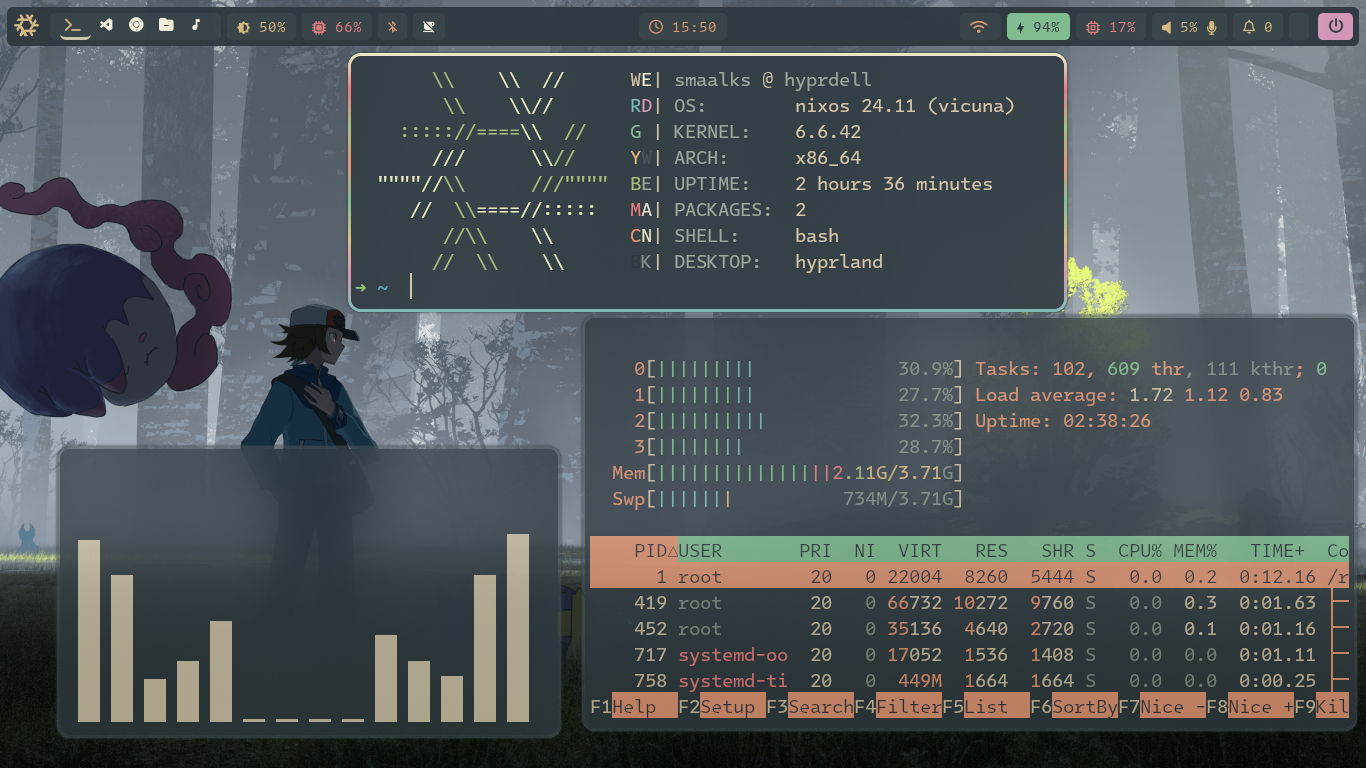 50% 66% 15:50 94% 17% 5% 0
WE| smaalks @ hyprdell
RD| OS: nixos 24.11 (vicuna)
G | KERNEL: 6.6.42
YW| ARCH: x86_64
BE| UPTIME: 2 hours 36 minutes
MA| PACKAGES: 2
CN| SHELL: bash
BK| DESKTOP: hyprland
➜ ~
0[||||||||| 30.9%] Tasks: 102, 609 thr, 111 kthr; 0
1[||||||||| 27.7%] Load average: 1.72 1.12 0.83
2[|||||||||| 32.3%] Uptime: 02:38:26
3[|||||||| 28.7%]
Mem[||||||||||||||||2.11G/3.71G]
Swp[||||||| 734M/3.71G]
PID△USER PRI NI VIRT RES SHR S CPU% MEM% TIME+ Co
1 root 20 0 22004 8260 5444 S 0.0 0.2 0:12.16 /r
419 root 20 0 66732 10272 9760 S 0.0 0.3 0:01.63
452 root 20 0 35136 4640 2720 S 0.0 0.1 0:01.16
717 systemd-oo 20 0 17052 1536 1408 S 0.0 0.0 0:01.11
758 systemd-ti 20 0 449M 1664 1664 S 0.0 0.0 0:00.25
F1Help F2Setup F3SearchF4FilterF5List F6SortByF7Nice -F8Nice +F9Kil